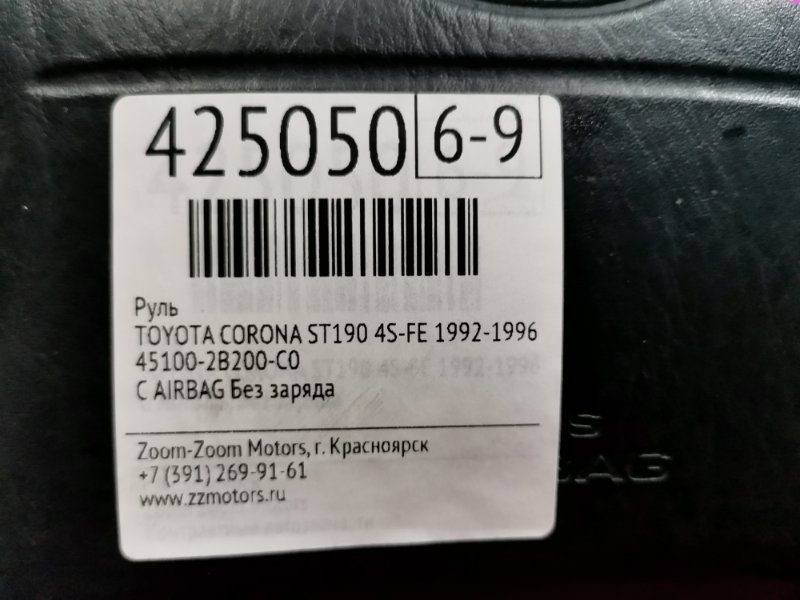 425050 6-9
Руль
TOYOTA CORONA ST190 4S-FE 1992-1996
45100-2B200-C0
С AIRBAG Без заряда
Zoom-Zoom Motors, г. Красноярск
+7 (391) 269-91-61
www.zzmotors.ru